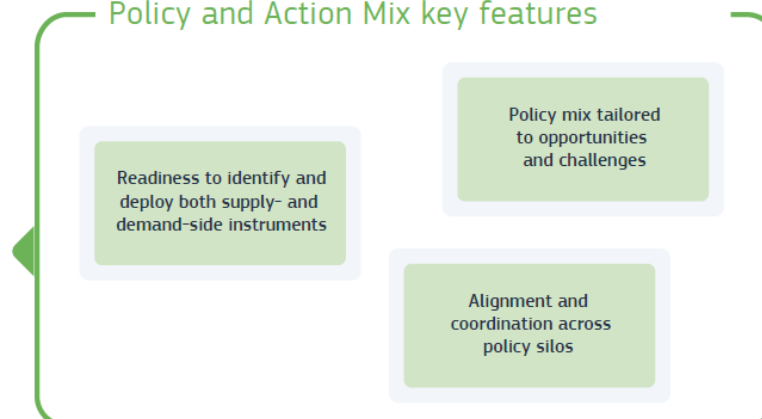 Policy and Action Mix key features
Policy mix tailored
to opportunities
and challenges
Readiness to identify and
deploy both supply- and
demand-side instruments
Alignment and
coordination across
policy silos